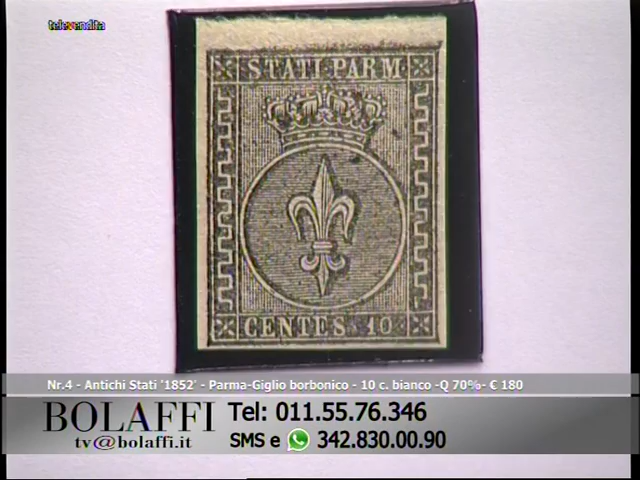 televendita
STATI PARM
CENTES. 10
Nr.4 - Antichi Stati '1852' - Parma-Giglio borbonico - 10 c. bianco -Q 70%- € 180
BOLAFFI
tv@bolaffi.it
Tel: 011.55.76.346
SMS e 342.830.00.90